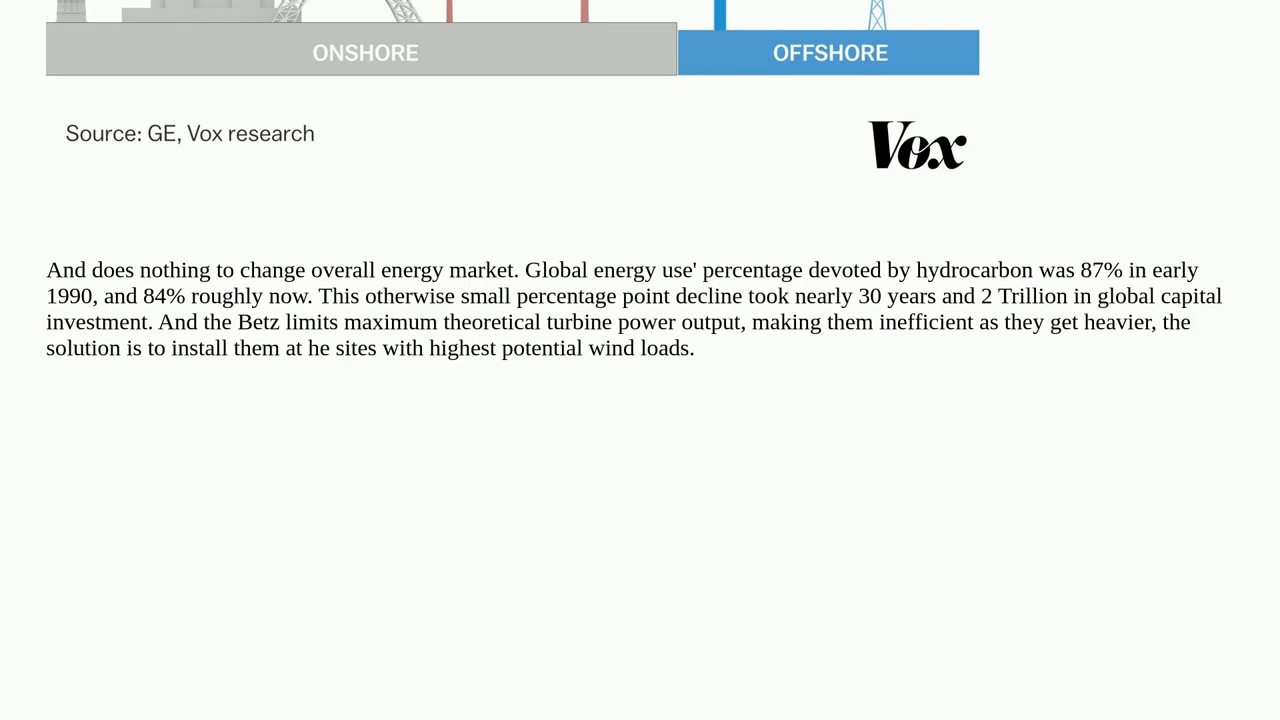 ONSHORE OFFSHORE
Source: GE, Vox research Vox
And does nothing to change overall energy market. Global energy use' percentage devoted by hydrocarbon was 87% in early
1990, and 84% roughly now. This otherwise small percentage point decline took nearly 30 years and 2 Trillion in global capital
investment. And the Betz limits maximum theoretical turbine power output, making them inefficient as they get heavier, the
solution is to install them at he sites with highest potential wind loads.